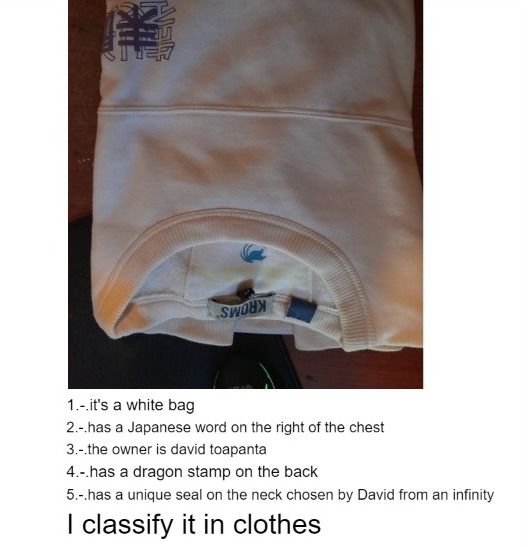 KROMS
1.-.it's a white bag
2.-.has a Japanese word on the right of the chest
3.-.the owner is david toapanta
4.-.has a dragon stamp on the back
5.-.has a unique seal on the neck chosen by David from an infinity
I classify it in clothes